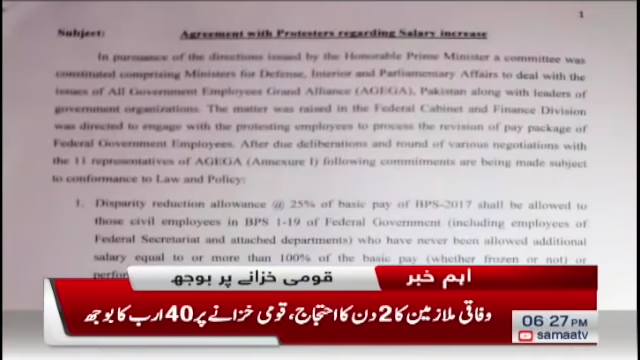 1
Subject: Agreement with Protesters regarding Salary increase
In pursuance of the directions issued by the Honorable Prime Minister a committee was
constituted comprising Ministers for Defense, Interior and Parliamentary Affairs to deal with the
issues of All Government Employees Grand Alliance (AGEGA), Pakistan along with leaders of
government organizations. The matter was raised in the Federal Cabinet and Finance Division
was directed to engage with the protesting employees to process the revision of pay package of
Federal Government Employees. After due deliberations and round of various negotiations with
the 11 representatives of AGEGA (Annexure I) following commitments are being made subject
to conformance to Law and Policy:
1. Disparity reduction allowance @ 25% of basic pay of BPS-2017 shall be allowed to
those civil employees in BPS 1-19 of Federal Government (including employees of
Federal Secretariat and attached departments) who have never been allowed additional
salary equal to or more than 100% of the basic pay (whether frozen or not) or
اہم خبر
قومی خزانے پر بوجھ
وفاقی ملازمین کا 2 دن کا احتجاج، قومی خزانے پر 40 ارب کا بوجھ
06:27 PM
samaatv